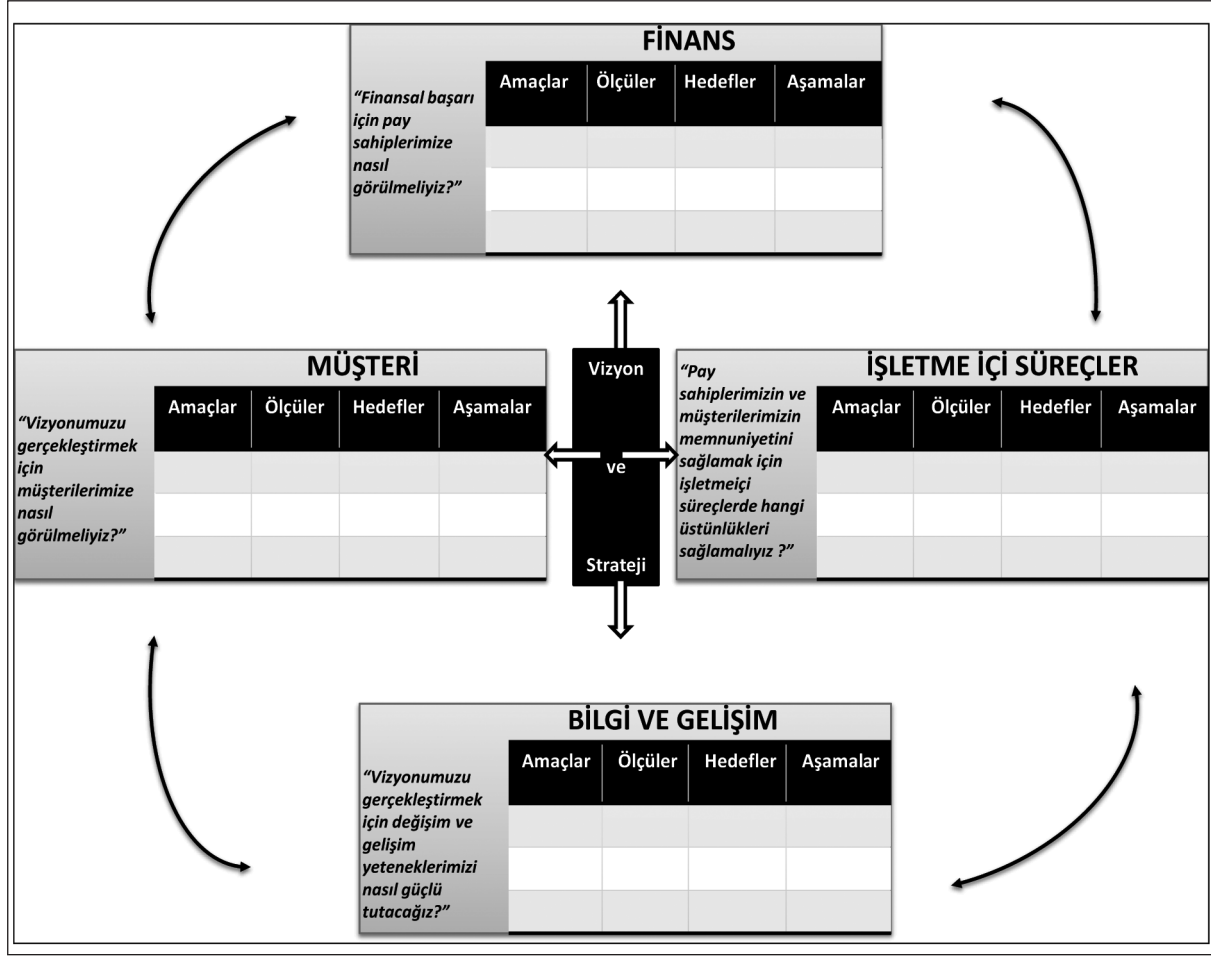 FİNANS
Amaçlar Ölçüler Hedefler Aşamalar
“Finansal başarı
için pay
sahiplerimize
nasıl
görülmeliyiz?”
MÜŞTERİ
Amaçlar Ölçüler Hedefler Aşamalar
“Vizyonumuzu
gerçekleştirmek
için
müşterilerimize
nasıl
görülmeliyiz?”
Vizyon
ve
Strateji
İŞLETME İÇİ SÜREÇLER
Amaçlar Ölçüler Hedefler Aşamalar
“Pay
sahiplerimizin ve
müşterilerimizin
memnuniyetini
sağlamak için
işletmeiçi
süreçlerde hangi
üstünlükleri
sağlamalıyız ?”
BİLGİ VE GELİŞİM
Amaçlar Ölçüler Hedefler Aşamalar
“Vizyonumuzu
gerçekleştirmek
için değişim ve
gelişim
yeteneklerimizi
nasıl güçlü
tutacağız?”